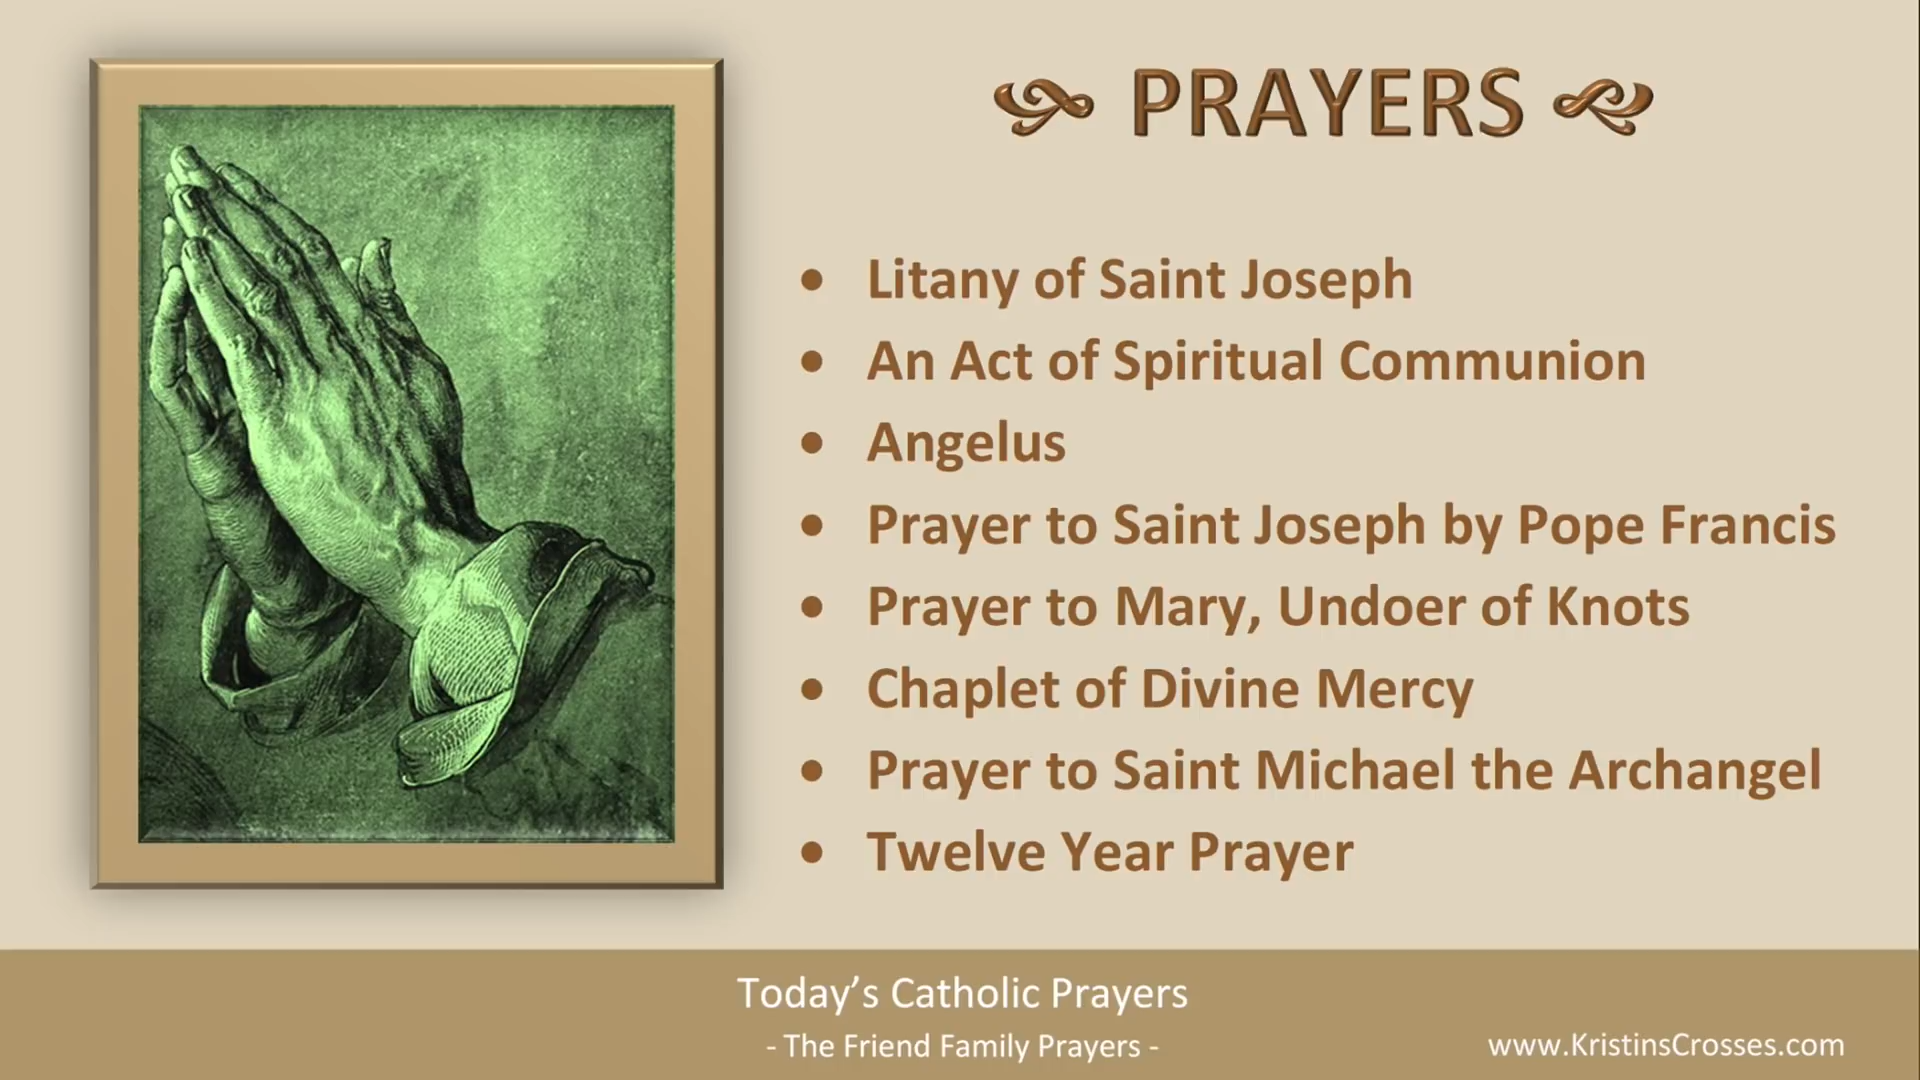 PRAYERS
• Litany of Saint Joseph
• An Act of Spiritual Communion
• Angelus
• Prayer to Saint Joseph by Pope Francis
• Prayer to Mary, Undoer of Knots
• Chaplet of Divine Mercy
• Prayer to Saint Michael the Archangel
• Twelve Year Prayer
Today’s Catholic Prayers
- The Friend Family Prayers -
www.KristinsCrosses.com